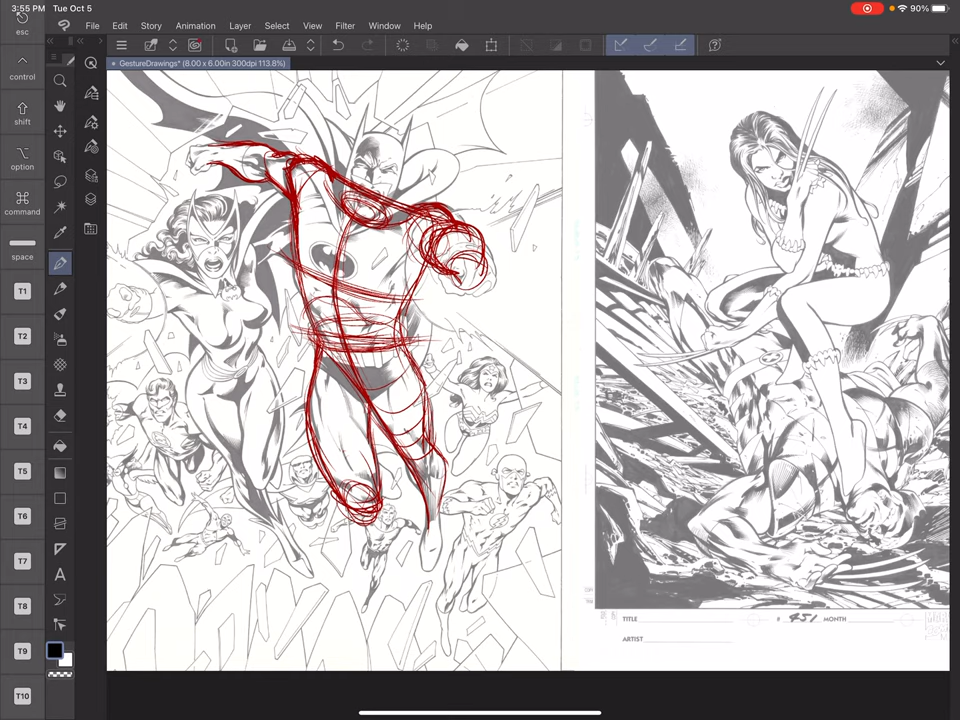 3:55 PM Tue Oct 5 90%
esc
File Edit Story Animation Layer Select View Filter Window Help
control
GestureDrawings* (8.00 x 6.00in 300dpi 113.8%)
shift
option
command
space
T1
T2
T3
T4
T5
T6
T7
T8
T9
T10
A
TITLE # 451 MONTH
ARTIST